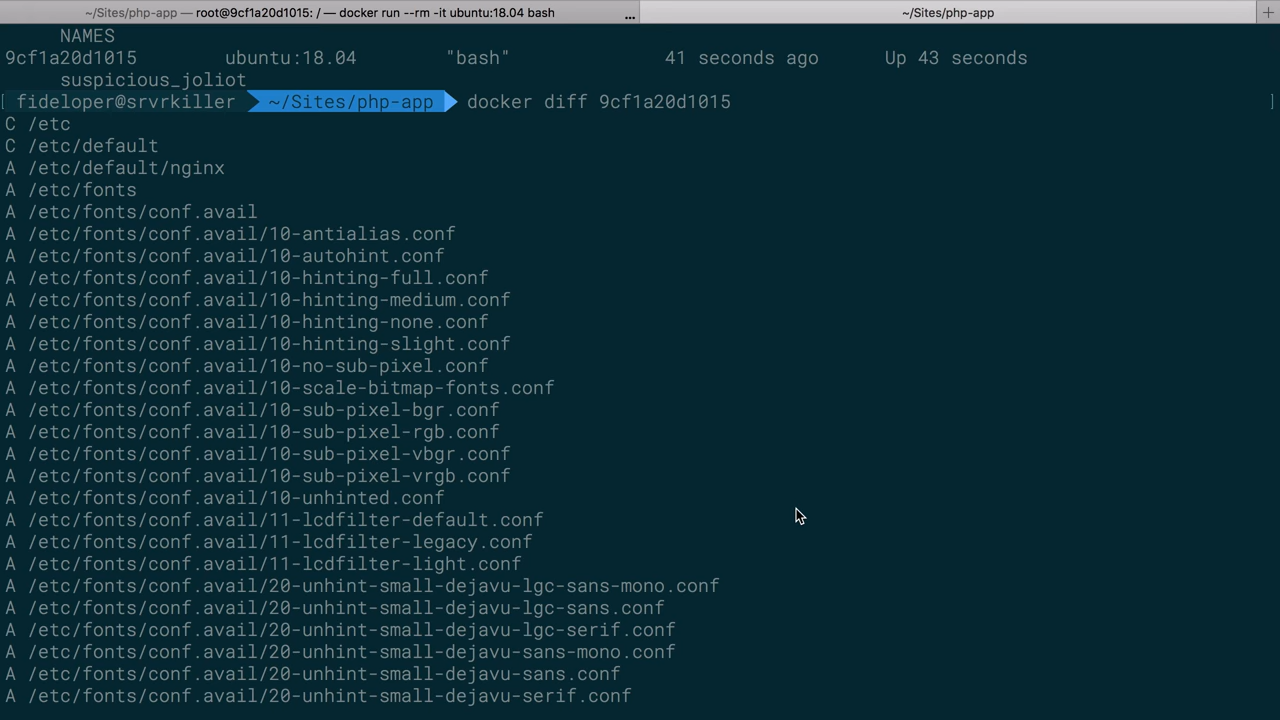 ~/Sites/php-app — root@9cf1a20d1015: / — docker run --rm -it ubuntu:18.04 bash ... ~/Sites/php-app +
NAMES
9cf1a20d1015 ubuntu:18.04 "bash" 41 seconds ago Up 43 seconds
suspicious_joliot
[ fideloper@srvrkiller ~/Sites/php-app docker diff 9cf1a20d1015 ]
C /etc
C /etc/default
A /etc/default/nginx
A /etc/fonts
A /etc/fonts/conf.avail
A /etc/fonts/conf.avail/10-antialias.conf
A /etc/fonts/conf.avail/10-autohint.conf
A /etc/fonts/conf.avail/10-hinting-full.conf
A /etc/fonts/conf.avail/10-hinting-medium.conf
A /etc/fonts/conf.avail/10-hinting-none.conf
A /etc/fonts/conf.avail/10-hinting-slight.conf
A /etc/fonts/conf.avail/10-no-sub-pixel.conf
A /etc/fonts/conf.avail/10-scale-bitmap-fonts.conf
A /etc/fonts/conf.avail/10-sub-pixel-bgr.conf
A /etc/fonts/conf.avail/10-sub-pixel-rgb.conf
A /etc/fonts/conf.avail/10-sub-pixel-vbgr.conf
A /etc/fonts/conf.avail/10-sub-pixel-vrgb.conf
A /etc/fonts/conf.avail/10-unhinted.conf
A /etc/fonts/conf.avail/11-lcdfilter-default.conf
A /etc/fonts/conf.avail/11-lcdfilter-legacy.conf
A /etc/fonts/conf.avail/11-lcdfilter-light.conf
A /etc/fonts/conf.avail/20-unhint-small-dejavu-lgc-sans-mono.conf
A /etc/fonts/conf.avail/20-unhint-small-dejavu-lgc-sans.conf
A /etc/fonts/conf.avail/20-unhint-small-dejavu-lgc-serif.conf
A /etc/fonts/conf.avail/20-unhint-small-dejavu-sans-mono.conf
A /etc/fonts/conf.avail/20-unhint-small-dejavu-sans.conf
A /etc/fonts/conf.avail/20-unhint-small-dejavu-serif.conf